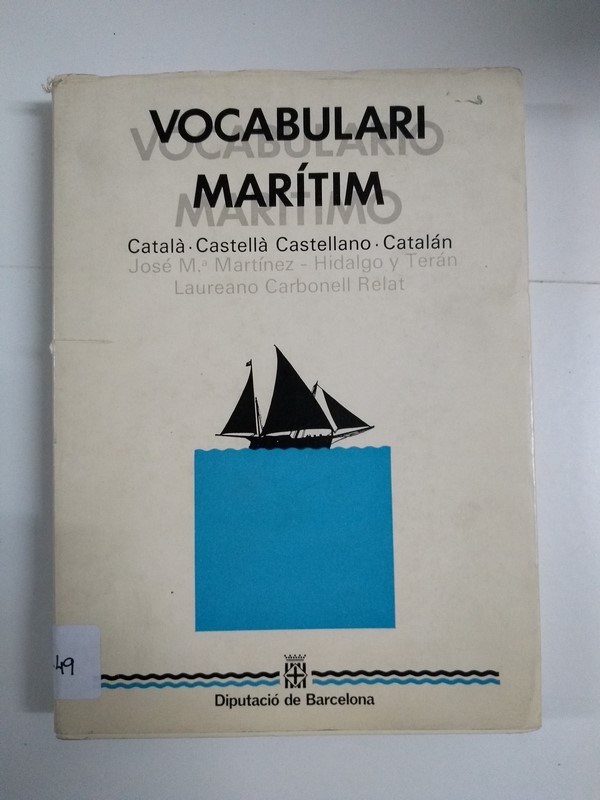 VOCABULARI
VOCABULARIO
MARÍTIM
MARÍTIMO
Català · Castellà Castellano · Catalán
José M.ª Martínez - Hidalgo y Terán
Laureano Carbonell Relat
49
Diputació de Barcelona